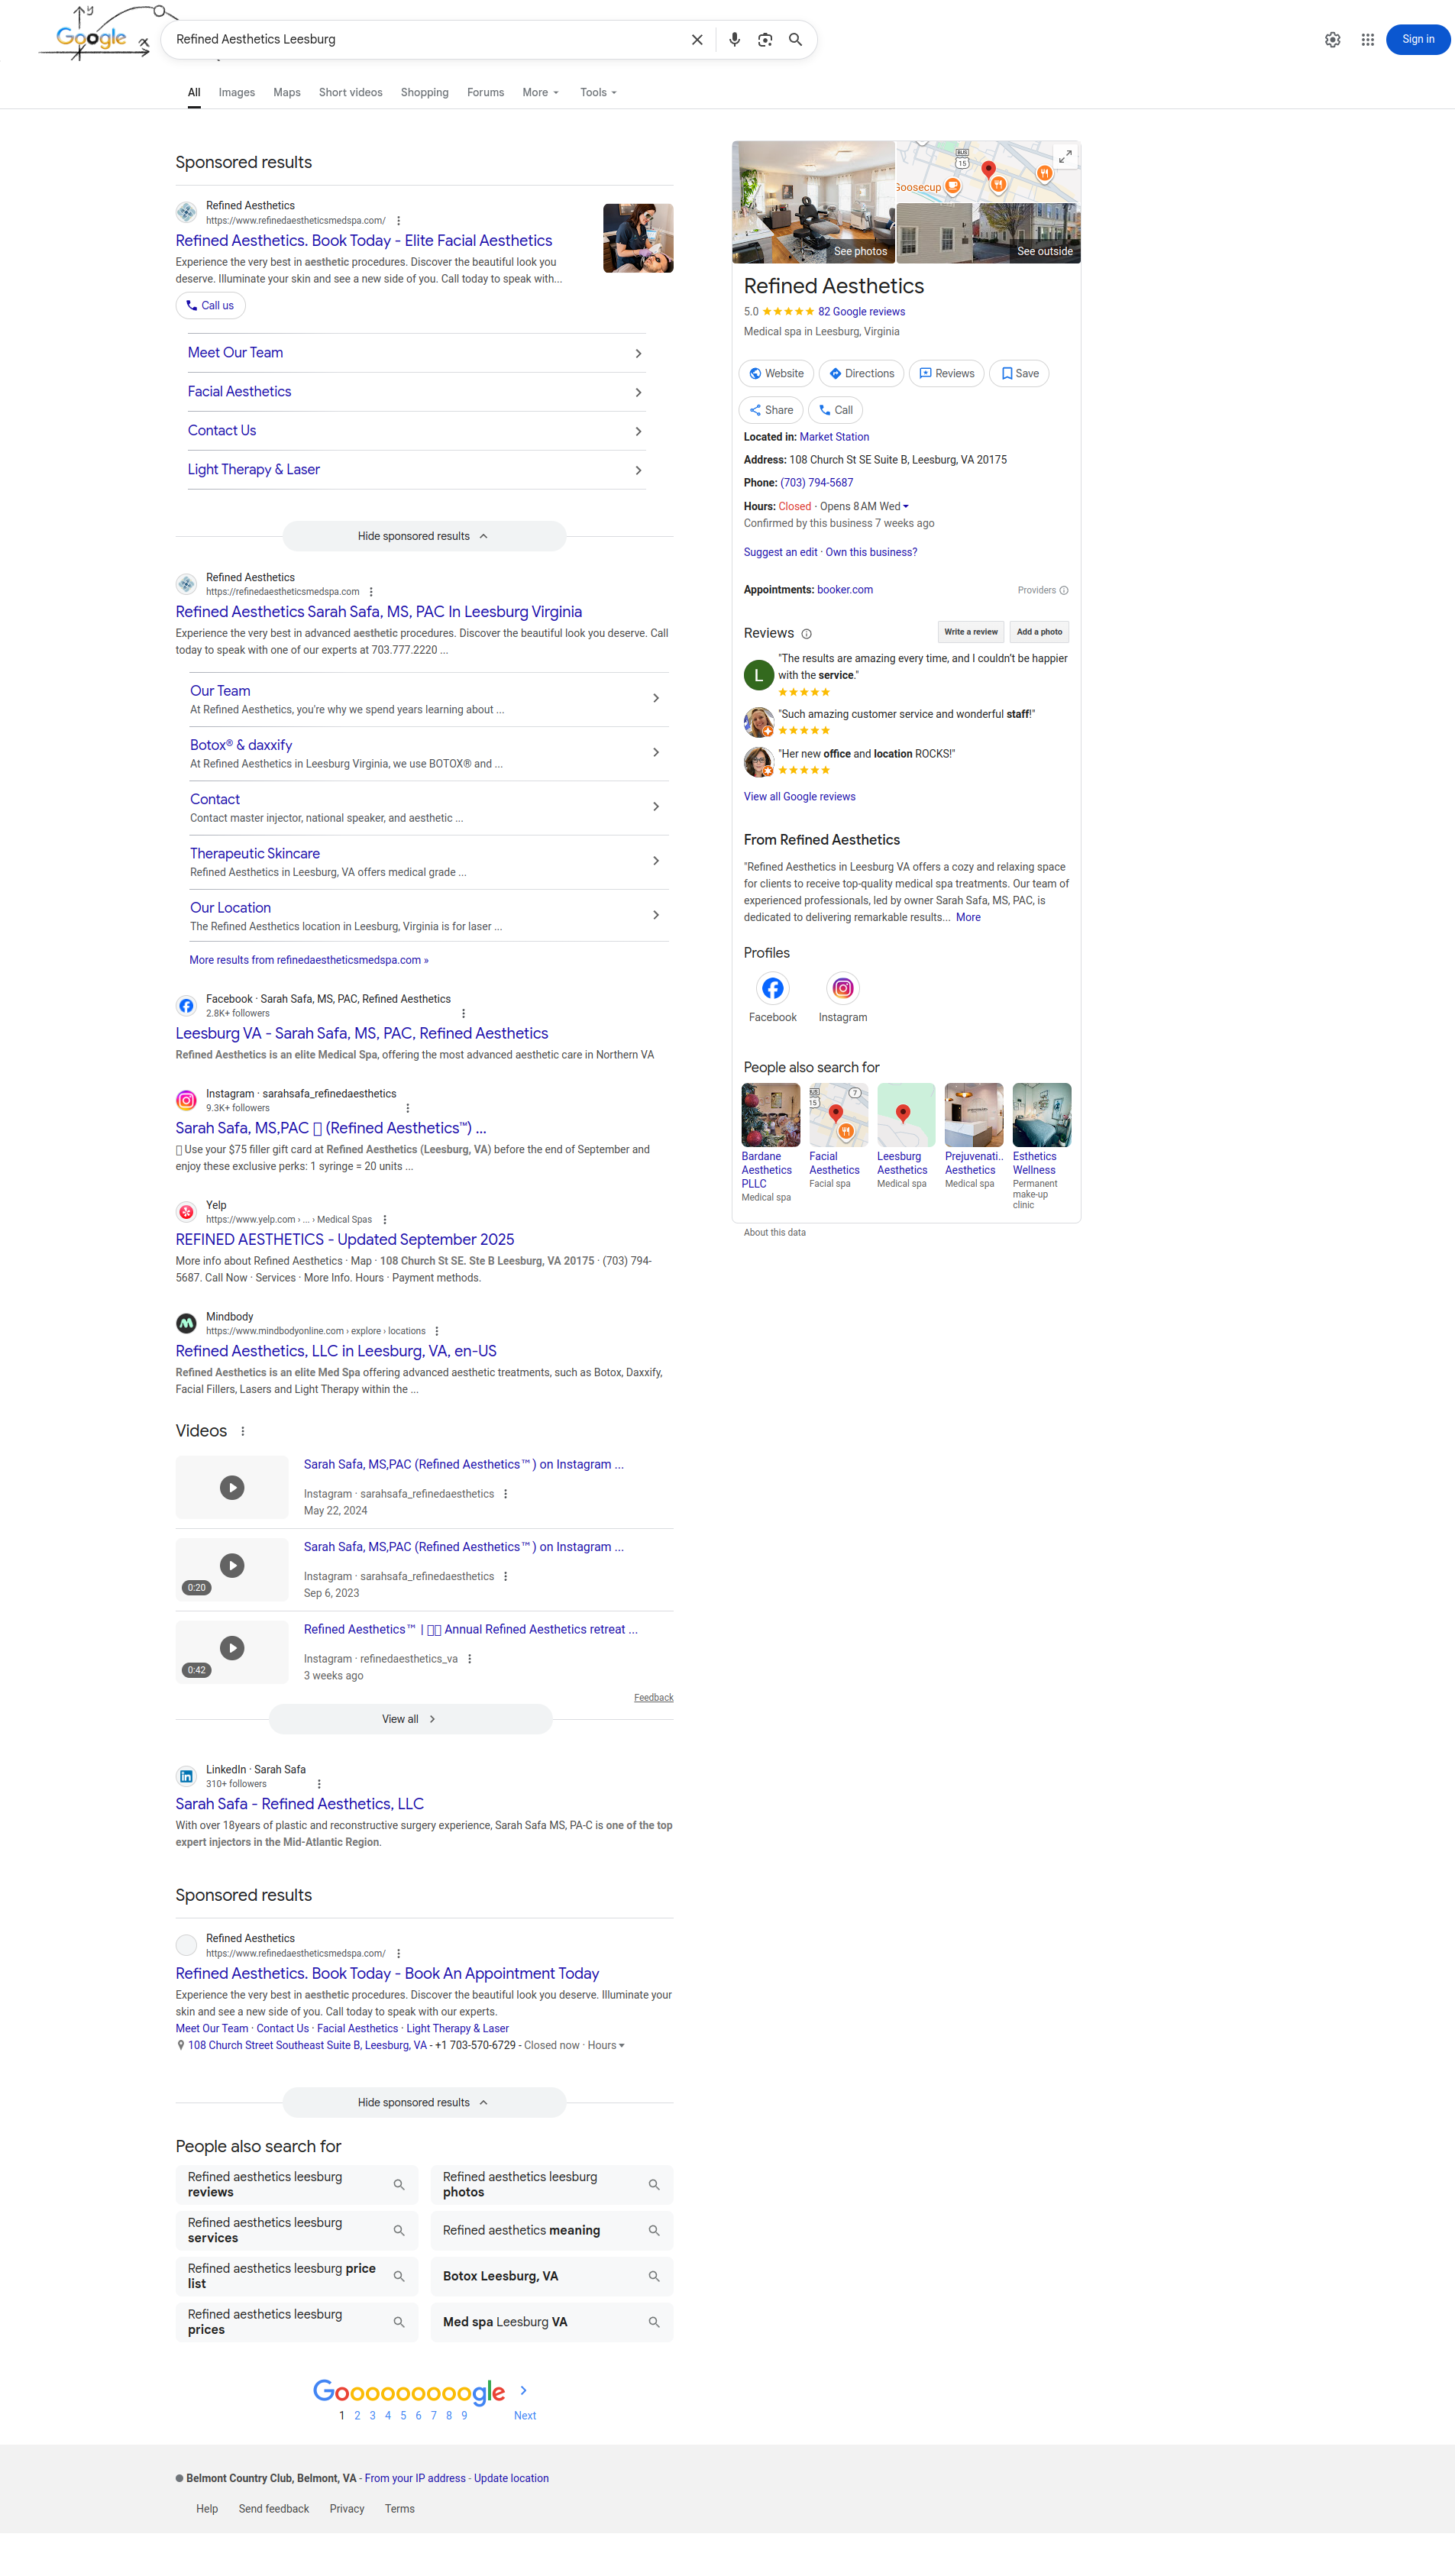 y
Google
x
Refined Aesthetics Leesburg
Sign in
All
Images
Maps
Short videos
Shopping
Forums
More
Tools
Sponsored results
Refined Aesthetics
https://www.refinedaestheticsmedspa.com/
Refined Aesthetics. Book Today - Elite Facial Aesthetics
Experience the very best in aesthetic procedures. Discover the beautiful look you
deserve. Illuminate your skin and see a new side of you. Call today to speak with...
Call us
Meet Our Team
Facial Aesthetics
Contact Us
Light Therapy & Laser
Hide sponsored results
Refined Aesthetics
https://refinedaestheticsmedspa.com
Refined Aesthetics Sarah Safa, MS, PAC In Leesburg Virginia
Experience the very best in advanced aesthetic procedures. Discover the beautiful look you deserve. Call
today to speak with one of our experts at 703.777.2220 ...
Our Team
At Refined Aesthetics, you're why we spend years learning about ...
Botox® & daxxify
At Refined Aesthetics in Leesburg Virginia, we use BOTOX® and ...
Contact
Contact master injector, national speaker, and aesthetic ...
Therapeutic Skincare
Refined Aesthetics in Leesburg, VA offers medical grade ...
Our Location
The Refined Aesthetics location in Leesburg, Virginia is for laser ...
More results from refinedaestheticsmedspa.com »
Facebook · Sarah Safa, MS, PAC, Refined Aesthetics
2.8K+ followers
Leesburg VA - Sarah Safa, MS, PAC, Refined Aesthetics
Refined Aesthetics is an elite Medical Spa, offering the most advanced aesthetic care in Northern VA
Instagram · sarahsafa_refinedaesthetics
9.3K+ followers
Sarah Safa, MS,PAC (Refined Aesthetics™) ...
Use your $75 filler gift card at Refined Aesthetics (Leesburg, VA) before the end of September and
enjoy these exclusive perks: 1 syringe = 20 units ...
Yelp
https://www.yelp.com › ... › Medical Spas
REFINED AESTHETICS - Updated September 2025
More info about Refined Aesthetics · Map · 108 Church St SE. Ste B Leesburg, VA 20175 · (703) 794-
5687. Call Now · Services · More Info. Hours · Payment methods.
Mindbody
https://www.mindbodyonline.com › explore › locations
Refined Aesthetics, LLC in Leesburg, VA, en-US
Refined Aesthetics is an elite Med Spa offering advanced aesthetic treatments, such as Botox, Daxxify,
Facial Fillers, Lasers and Light Therapy within the ...
Videos
Sarah Safa, MS,PAC (Refined Aesthetics™) on Instagram ...
Instagram · sarahsafa_refinedaesthetics
May 22, 2024
Sarah Safa, MS,PAC (Refined Aesthetics™) on Instagram ...
Instagram · sarahsafa_refinedaesthetics
0:20
Sep 6, 2023
Refined Aesthetics™ | Annual Refined Aesthetics retreat ...
Instagram · refinedaesthetics_va
0:42
3 weeks ago
Feedback
View all
LinkedIn · Sarah Safa
310+ followers
Sarah Safa - Refined Aesthetics, LLC
With over 18years of plastic and reconstructive surgery experience, Sarah Safa MS, PA-C is one of the top
expert injectors in the Mid-Atlantic Region.
Sponsored results
Refined Aesthetics
https://www.refinedaestheticsmedspa.com/
Refined Aesthetics. Book Today - Book An Appointment Today
Experience the very best in aesthetic procedures. Discover the beautiful look you deserve. Illuminate your
skin and see a new side of you. Call today to speak with our experts.
Meet Our Team · Contact Us · Facial Aesthetics · Light Therapy & Laser
108 Church Street Southeast Suite B, Leesburg, VA - +1 703-570-6729 - Closed now · Hours
Hide sponsored results
People also search for
Refined aesthetics leesburg
reviews
Refined aesthetics leesburg
photos
Refined aesthetics leesburg
services
Refined aesthetics meaning
Refined aesthetics leesburg price
list
Botox Leesburg, VA
Refined aesthetics leesburg
prices
Med spa Leesburg VA
Gooooooooogle
1 2 3 4 5 6 7 8 9 Next
BUS
15
Goosecup
See photos
See outside
Refined Aesthetics
5.0 82 Google reviews
Medical spa in Leesburg, Virginia
Website
Directions
Reviews
Save
Share
Call
Located in: Market Station
Address: 108 Church St SE Suite B, Leesburg, VA 20175
Phone: (703) 794-5687
Hours: Closed · Opens 8 AM Wed
Confirmed by this business 7 weeks ago
Suggest an edit · Own this business?
Appointments: booker.com
Providers
Reviews
Write a review
Add a photo
L
"The results are amazing every time, and I couldn't be happier
with the service."
"Such amazing customer service and wonderful staff!"
"Her new office and location ROCKS!"
View all Google reviews
From Refined Aesthetics
"Refined Aesthetics in Leesburg VA offers a cozy and relaxing space
for clients to receive top-quality medical spa treatments. Our team of
experienced professionals, led by owner Sarah Safa, MS, PAC, is
dedicated to delivering remarkable results... More
Profiles
Facebook
Instagram
People also search for
BUS
15
7
Bardane
Aesthetics
PLLC
Medical spa
Facial
Aesthetics
Facial spa
Leesburg
Aesthetics
Medical spa
Prejuvenati..
Aesthetics
Medical spa
Esthetics
Wellness
Permanent
make-up
clinic
About this data
Belmont Country Club, Belmont, VA - From your IP address - Update location
Help
Send feedback
Privacy
Terms